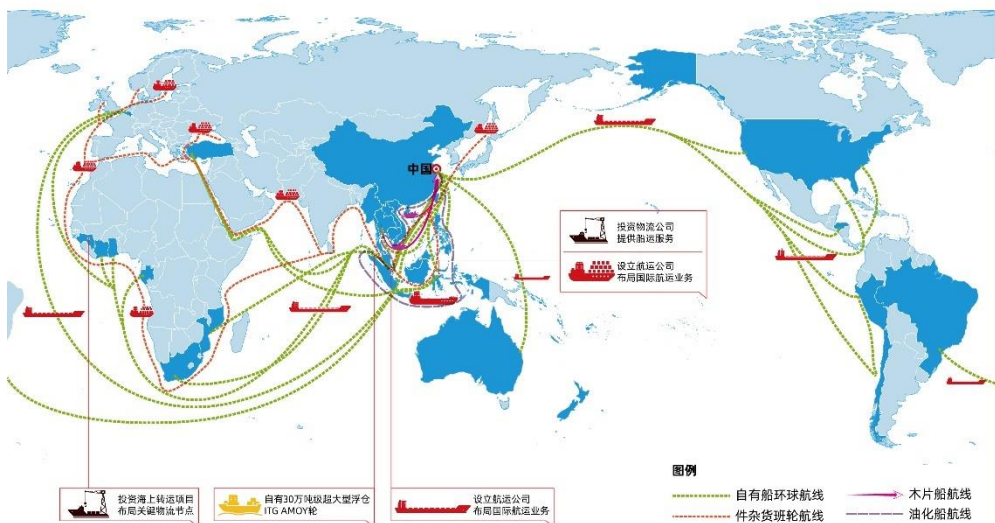 中国
投资物流公司
提供船运服务
设立航运公司
布局国际航运业务
投资海上转运项目
布局关键物流节点
自有30万吨级超大型浮仓
ITG AMOY轮
设立航运公司
布局国际航运业务
图例
自有船环球航线
木片船航线
件杂货班轮航线
油化船航线